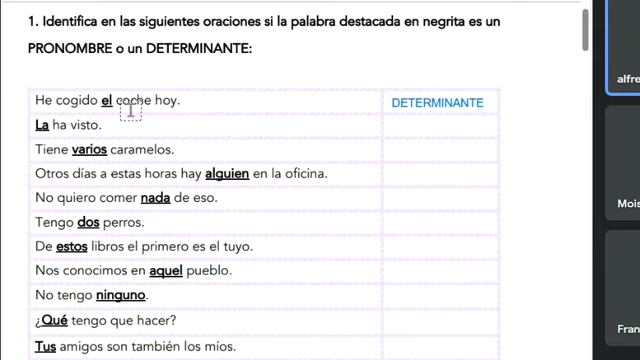 1. Identifica en las siguientes oraciones si la palabra destacada en negrita es un
PRONOMBRE o un DETERMINANTE:
He cogido el coche hoy.
DETERMINANTE
La ha visto.
Tiene varios caramelos.
Otros días a estas horas hay alguien en la oficina.
No quiero comer nada de eso.
Tengo dos perros.
De estos libros el primero es el tuyo.
Nos conocimos en aquel pueblo.
No tengo ninguno.
¿Qué tengo que hacer?
Tus amigos son también los míos.
alfre
Mois
Fran